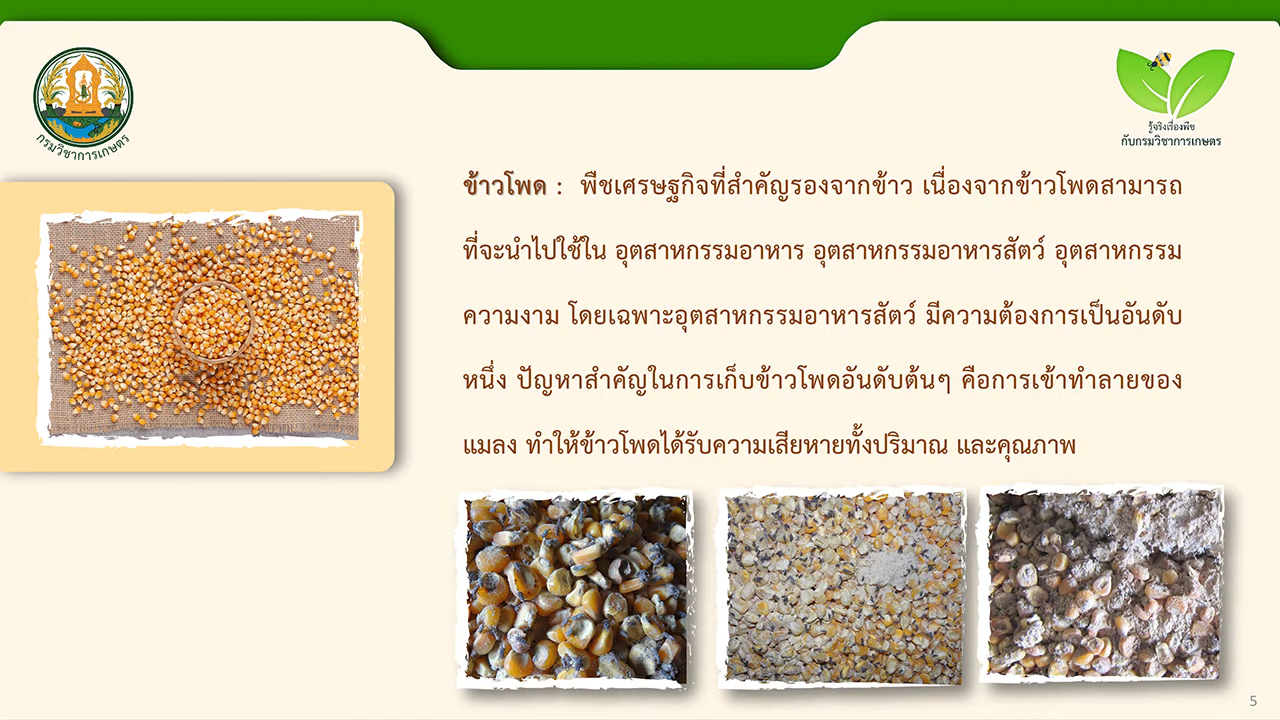 กรมวิชาการเกษตร
รู้จริงเรื่องพืช
กับกรมวิชาการเกษตร
ข้าวโพด : พืชเศรษฐกิจที่สำคัญรองจากข้าว เนื่องจากข้าวโพดสามารถ
ที่จะนำไปใช้ใน อุตสาหกรรมอาหาร อุตสาหกรรมอาหารสัตว์ อุตสาหกรรม
ความงาม โดยเฉพาะอุตสาหกรรมอาหารสัตว์ มีความต้องการเป็นอันดับ
หนึ่ง ปัญหาสำคัญในการเก็บข้าวโพดอันดับต้นๆ คือการเข้าทำลายของ
แมลง ทำให้ข้าวโพดได้รับความเสียหายทั้งปริมาณ และคุณภาพ
5